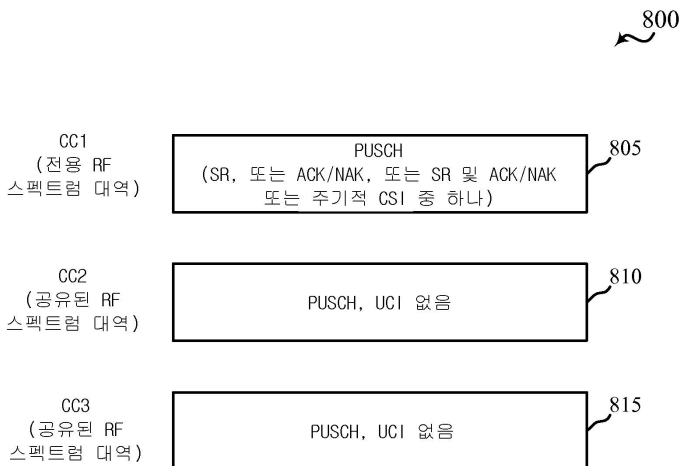 800
CC1
(전용 RF
스펙트럼 대역)
PUSCH
(SR, 또는 ACK/NAK, 또는 SR 및 ACK/NAK
또는 주기적 CSI 중 하나)
805
CC2
(공유된 RF
스펙트럼 대역)
PUSCH, UCI 없음
810
CC3
(공유된 RF
스펙트럼 대역)
PUSCH, UCI 없음
815